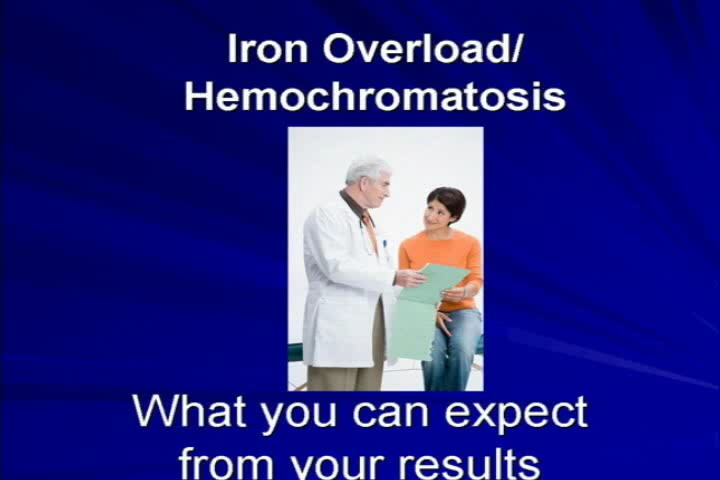 Iron Overload/
Hemochromatosis
What you can expect
from your results